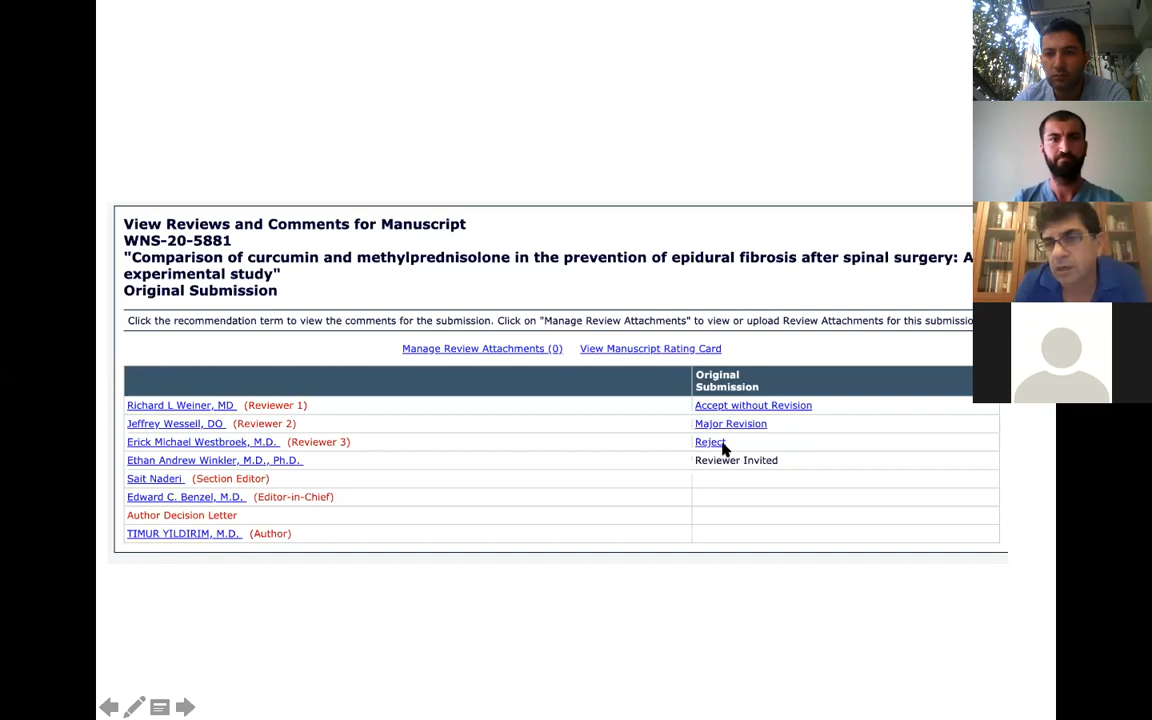 View Reviews and Comments for Manuscript
WNS-20-5881
"Comparison of curcumin and methylprednisolone in the prevention of epidural fibrosis after spinal surgery: A
experimental study"
Original Submission
Click the recommendation term to view the comments for the submission. Click on "Manage Review Attachments" to view or upload Review Attachments for this submissio
Manage Review Attachments (0) View Manuscript Rating Card
Original
Submission
Richard L Weiner, MD (Reviewer 1) Accept without Revision
Jeffrey Wessell, DO (Reviewer 2) Major Revision
Erick Michael Westbroek, M.D. (Reviewer 3) Reject
Ethan Andrew Winkler, M.D., Ph.D. Reviewer Invited
Sait Naderi (Section Editor)
Edward C. Benzel, M.D. (Editor-in-Chief)
Author Decision Letter
TIMUR YILDIRIM, M.D. (Author)